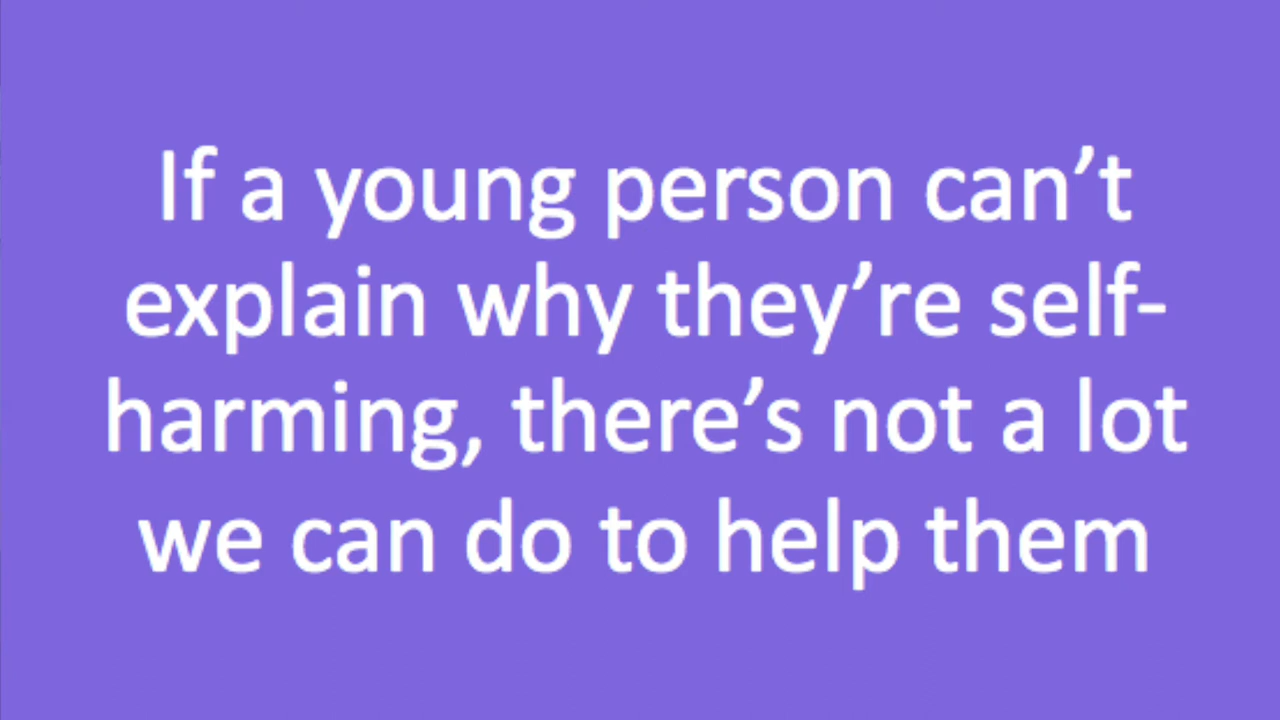 If a young person can’t
explain why they’re self-
harming, there’s not a lot
we can do to help them